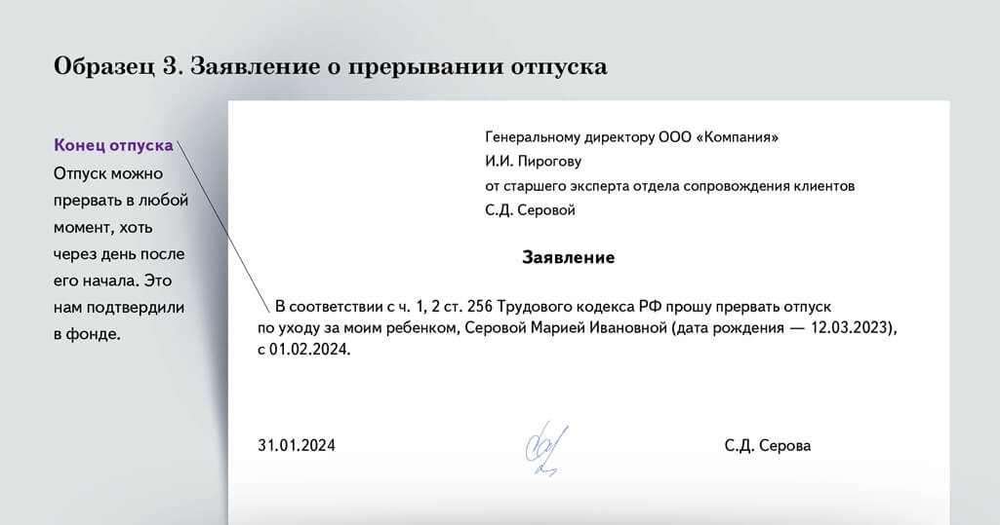 Образец 3. Заявление о прерывании отпуска
Конец отпуска
Отпуск можно
прервать в любой
момент, хоть
через день после
его начала. Это
нам подтвердили
в фонде.
Генеральному директору ООО «Компания»
И.И. Пирогову
от старшего эксперта отдела сопровождения клиентов
С.Д. Серовой
Заявление
В соответствии с ч. 1, 2 ст. 256 Трудового кодекса РФ прошу прервать отпуск
по уходу за моим ребенком, Серовой Марией Ивановной (дата рождения — 12.03.2023),
с 01.02.2024.
31.01.2024 С.Д. Серова